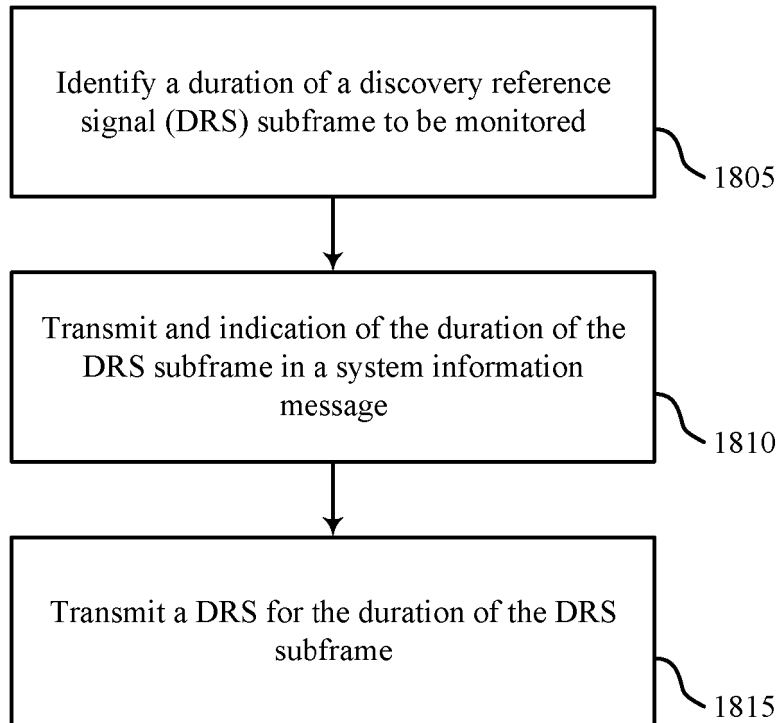 Identify a duration of a discovery reference
signal (DRS) subframe to be monitored
1805
Transmit and indication of the duration of the
DRS subframe in a system information
message
1810
Transmit a DRS for the duration of the DRS
subframe
1815